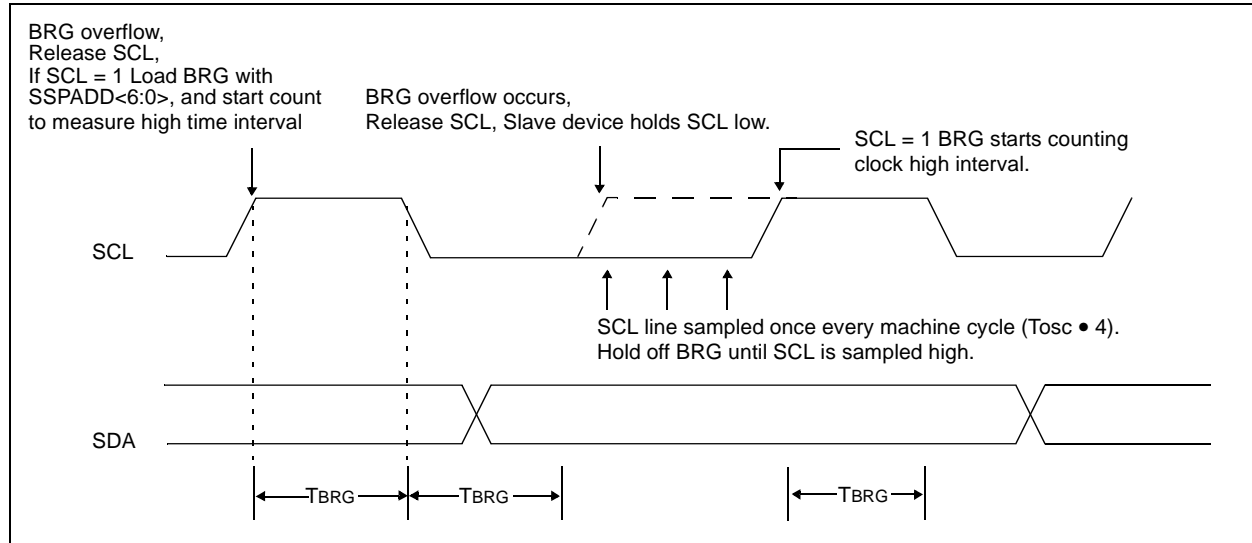 BRG overflow,
Release SCL,
If SCL = 1 Load BRG with
SSPADD<6:0>, and start count
to measure high time interval
BRG overflow occurs,
Release SCL, Slave device holds SCL low.
SCL = 1 BRG starts counting
clock high interval.
SCL
SCL line sampled once every machine cycle (Tosc • 4).
Hold off BRG until SCL is sampled high.
SDA
TBRG
TBRG
TBRG